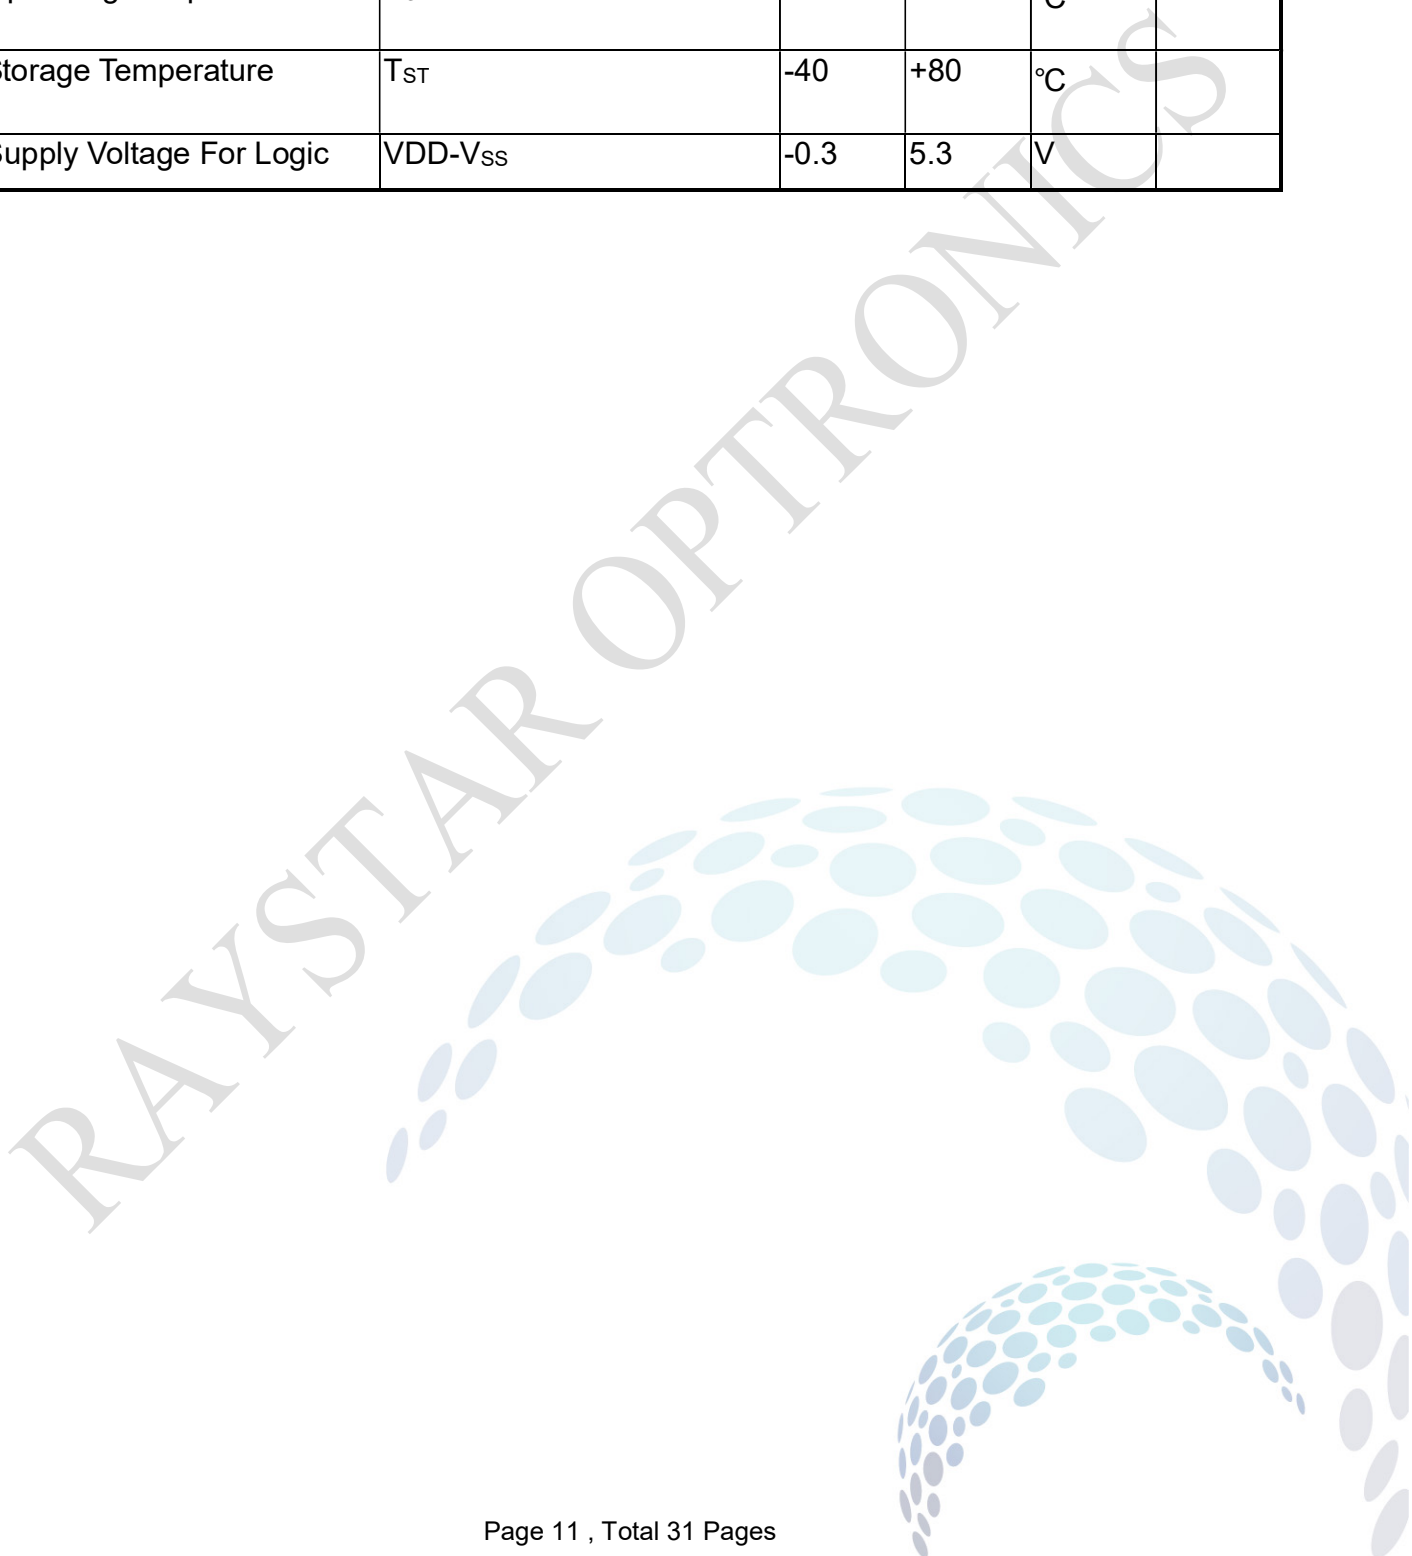 ℃
Storage Temperature TST -40 +80 ℃
Supply Voltage For Logic VDD-VSS -0.3 5.3 V
RAYSTAR OPTRONICS
Page 11 , Total 31 Pages